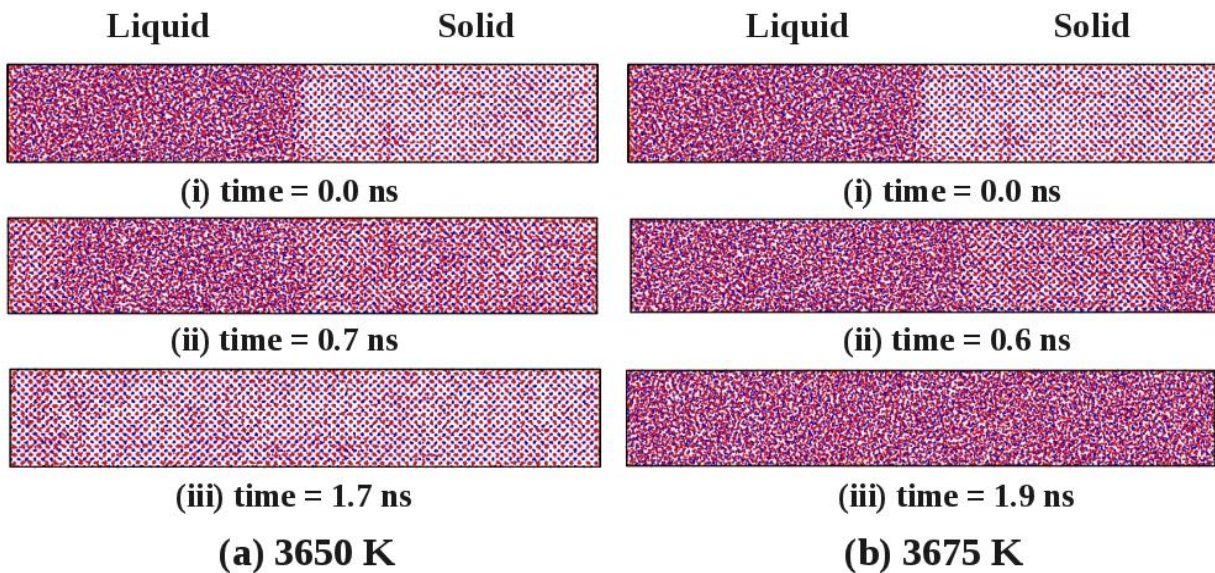 Liquid Solid Liquid Solid
(i) time = 0.0 ns (i) time = 0.0 ns
(ii) time = 0.7 ns (ii) time = 0.6 ns
(iii) time = 1.7 ns (iii) time = 1.9 ns
(a) 3650 K (b) 3675 K